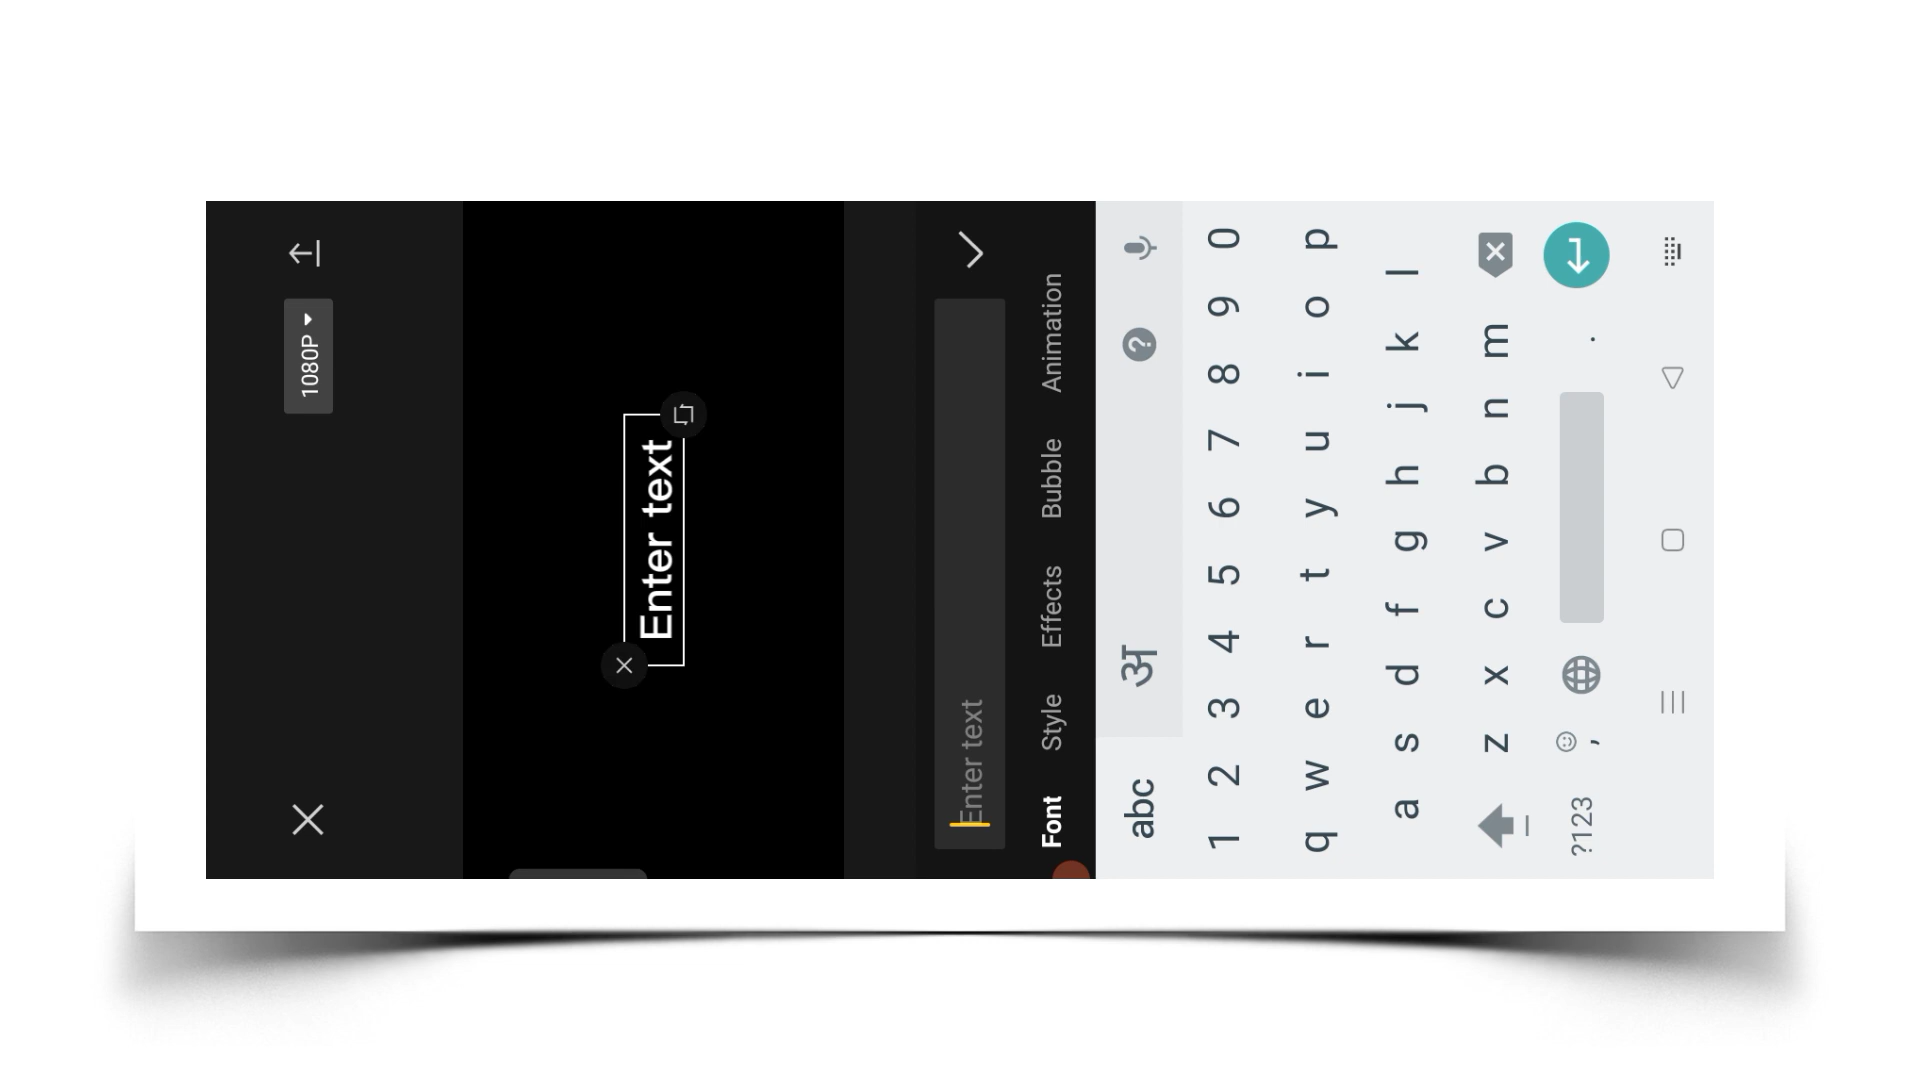 1080P
Enter text
Enter text
Font Style Effects Bubble Animation
abc अ
1 2 3 4 5 6 7 8 9 0
q w e r t y u i o p
a s d f g h j k l
z x c v b n m
?123 , .